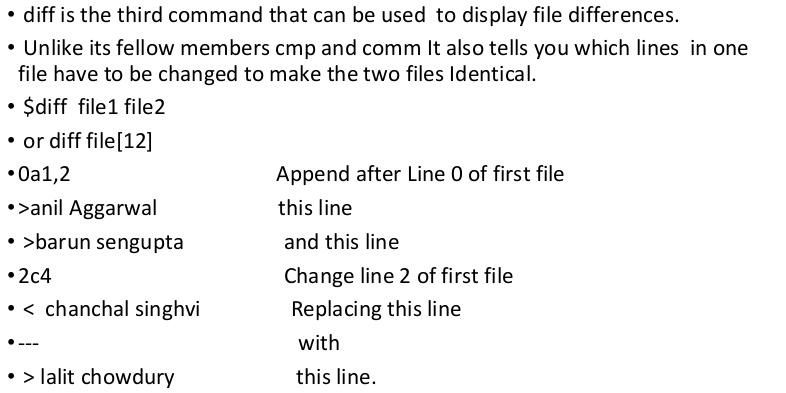 • diff is the third command that can be used  to display file differences.
• Unlike its fellow members cmp and comm It also tells you which lines  in one
file have to be changed to make the two files Identical.
• $diff  file1 file2
• or diff file[12]
•0a1,2 Append after Line 0 of first file
•>anil Aggarwal this line
• >barun sengupta and this line
•2c4 Change line 2 of first file
• <  chanchal singhvi Replacing this line
•--- with
• > lalit chowdury this line.